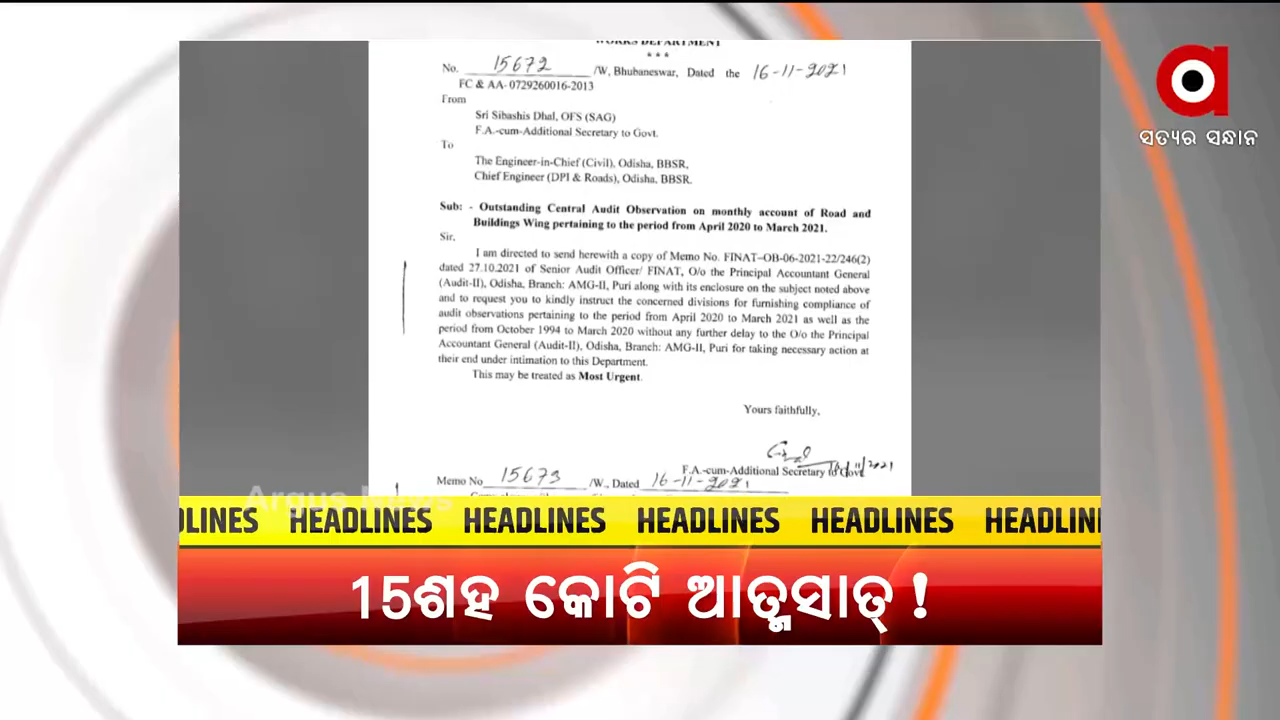 WORKS DEPARTMENT
***
No. 15672 /W, Bhubaneswar, Dated the 16-11-2021
FC & AA- 0729260016-2013
From
Sri Sibashis Dhal, OFS (SAG)
F.A.-cum-Additional Secretary to Govt.
To
The Engineer-in-Chief (Civil), Odisha, BBSR,
Chief Engineer (DPI & Roads), Odisha, BBSR.
Sub: - Outstanding Central Audit Observation on monthly account of Road and
Buildings Wing pertaining to the period from April 2020 to March 2021.
Sir,
I am directed to send herewith a copy of Memo No. FINAT–OB-06-2021-22/246(2)
dated 27.10.2021 of Senior Audit Officer/ FINAT, O/o the Principal Accountant General
(Audit-II), Odisha, Branch: AMG-II, Puri along with its enclosure on the subject noted above
and to request you to kindly instruct the concerned divisions for furnishing compliance of
audit observations pertaining to the period from April 2020 to March 2021 as well as the
period from October 1994 to March 2020 without any further delay to the O/o the Principal
Accountant General (Audit-II), Odisha, Branch: AMG-II, Puri for taking necessary action at
their end under intimation to this Department.
This may be treated as Most Urgent.
Yours faithfully,
F.A.-cum-Additional Secretary to Govt
Memo No 15673 /W., Dated 16-11-2021
ସତ୍ୟର ସନ୍ଧାନ
Argus News
DLINES HEADLINES HEADLINES HEADLINES HEADLINES HEADLIN
15ଶହ କୋଟି ଆତ୍ମସାତ୍ !